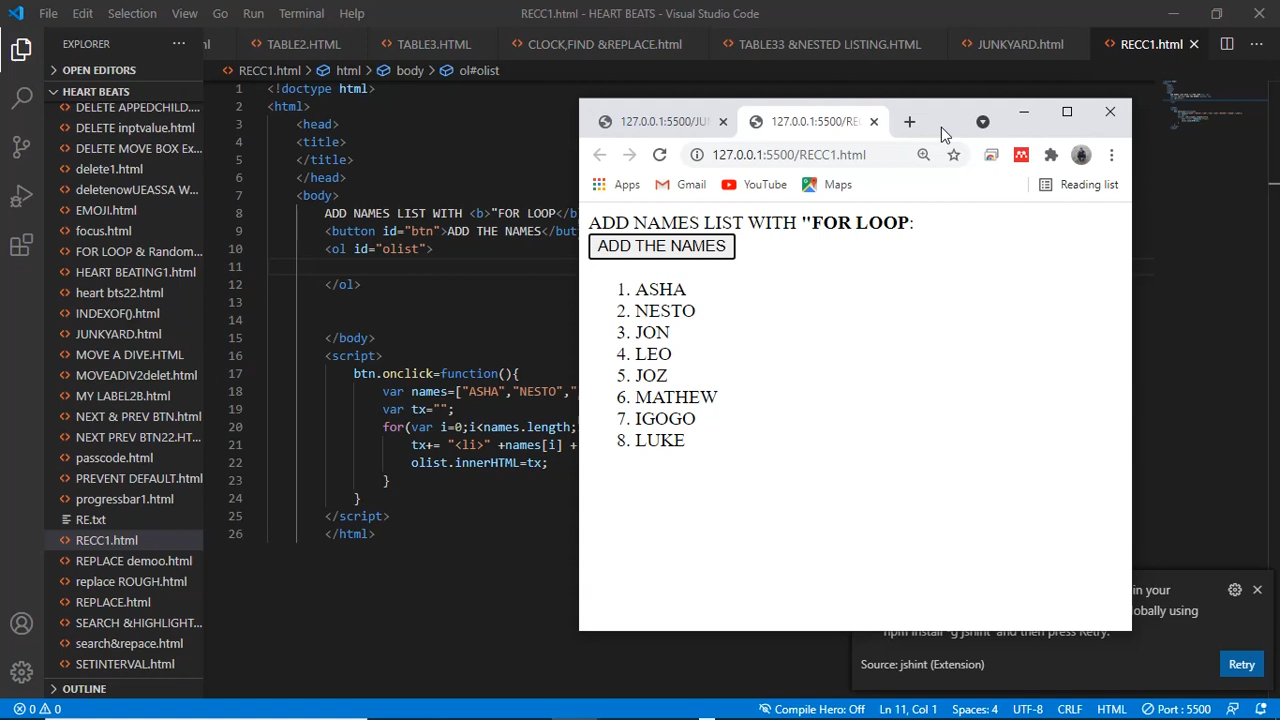 File Edit Selection View Go Run Terminal Help RECC1.html - HEART BEATS - Visual Studio Code
EXPLORER
TABLE2.HTML TABLE3.HTML CLOCK,FIND &REPLACE.html TABLE33 &NESTED LISTING.HTML JUNKYARD.html RECC1.html
RECC1.html > html > body > ol#olist
OPEN EDITORS
HEART BEATS
DELETE APPEDCHILD....
DELETE inptvalue.html
DELETE MOVE BOX Ex...
delete1.html
deletenowUEASSA W...
EMOJI.html
focus.html
FOR LOOP & Random...
HEART BEATING1.html
heart bts22.html
INDEXOF().html
JUNKYARD.html
MOVE A DIVE.HTML
MOVEADIV2delet.html
MY LABEL2B.html
NEXT & PREV BTN.html
NEXT PREV BTN22.HT...
passcode.html
PREVENT DEFAULT.html
progressbar1.html
RE.txt
RECC1.html
REPLACE demoo.html
replace ROUGH.html
REPLACE.html
SEARCH &HIGHLIGHT...
search&repace.html
SETINTERVAL.html
OUTLINE
1 <!doctype html>
2 <html>
3 <head>
4 <title>
5 </title>
6 </head>
7 <body>
8 ADD NAMES LIST WITH <b>"FOR LOOP</b
9 <button id="btn">ADD THE NAMES</but
10 <ol id="olist">
11
12 </ol>
13
14
15 </body>
16 <script>
17 btn.onclick=function(){
18 var names=["ASHA","NESTO","
19 var tx="";
20 for(var i=0;i<names.length;
21 tx+= "<li>" +names[i] +
22 olist.innerHTML=tx;
23 }
24 }
25 </script>
26 </html>
127.0.0.1:5500/JU 127.0.0.1:5500/RE
127.0.0.1:5500/RECC1.html
Apps Gmail YouTube Maps Reading list
ADD NAMES LIST WITH "FOR LOOP:
ADD THE NAMES
1. ASHA
2. NESTO
3. JON
4. LEO
5. JOZ
6. MATHEW
7. IGOGO
8. LUKE
in your
lobally using
npm install -g jshint' and then press Retry.
Source: jshint (Extension)
Retry
0 0 Compile Hero: Off Ln 11, Col 1 Spaces: 4 UTF-8 CRLF HTML Port : 5500